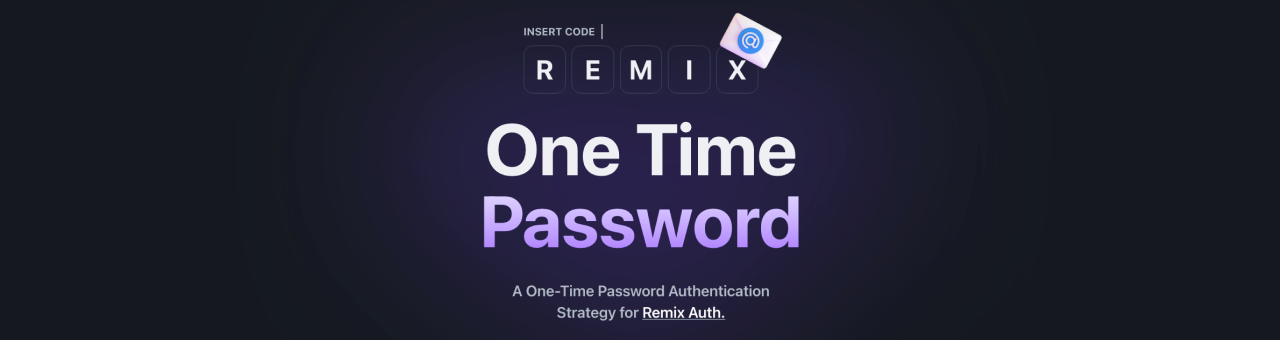 INSERT CODE
R E M I X
One Time
Password
A One-Time Password Authentication
Strategy for Remix Auth.